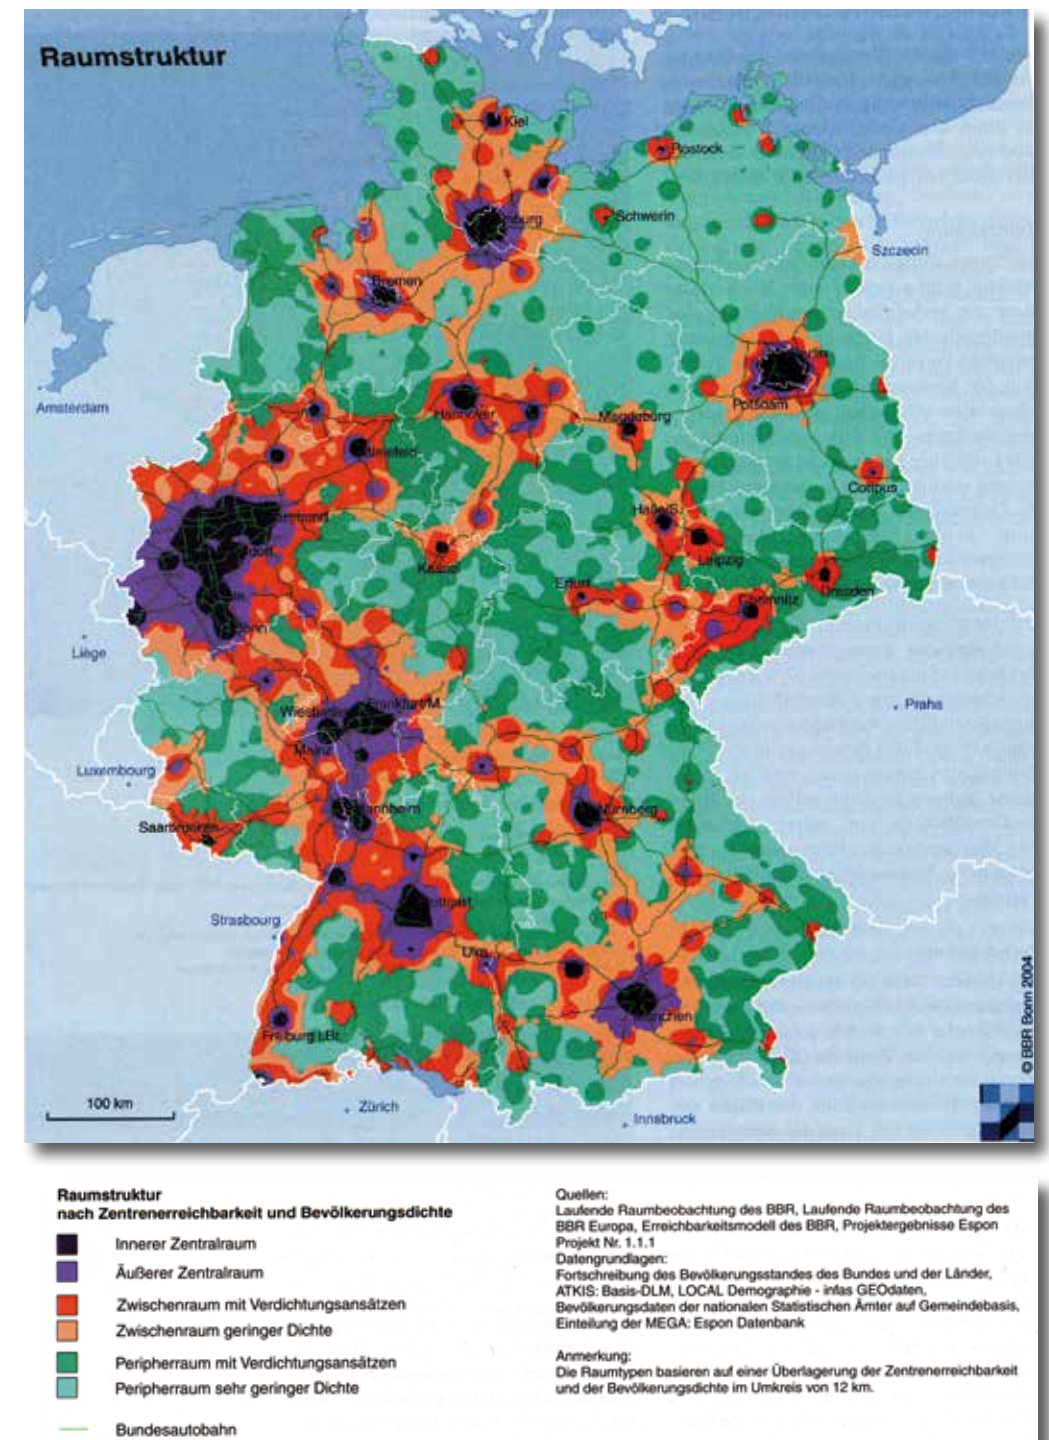 Raumstruktur
Kiel
Rostock
Schwerin
Szczecin
Bremen
Amsterdam
Hannover
Magdeburg
Potsdam
Bielefeld
Cottbus
Halle/S.
Leipzig
Kassel
Erfurt
Dresden
Chemnitz
Bonn
Liège
Wiesbaden
Frankfurt/M.
Praha
Mainz
Luxembourg
Mannheim
Nürnberg
Saarbrücken
Stuttgart
Strasbourg
Ulm
München
Freiburg i.Br.
100 km
Zürich
Innsbruck
© BBR Bonn 2004
Raumstruktur
nach Zentrenerreichbarkeit und Bevölkerungsdichte
Innerer Zentralraum
Äußerer Zentralraum
Zwischenraum mit Verdichtungsansätzen
Zwischenraum geringer Dichte
Peripherraum mit Verdichtungsansätzen
Peripherraum sehr geringer Dichte
Bundesautobahn
Quellen:
Laufende Raumbeobachtung des BBR, Laufende Raumbeobachtung des
BBR Europa, Erreichbarkeitsmodell des BBR, Projektergebnisse Espon
Projekt Nr. 1.1.1
Datengrundlagen:
Fortschreibung des Bevölkerungsstandes des Bundes und der Länder,
ATKIS: Basis-DLM, LOCAL Demographie - infas GEOdaten,
Bevölkerungsdaten der nationalen Statistischen Ämter auf Gemeindebasis,
Einteilung der MEGA: Espon Datenbank
Anmerkung:
Die Raumtypen basieren auf einer Überlagerung der Zentrenerreichbarkeit
und der Bevölkerungsdichte im Umkreis von 12 km.